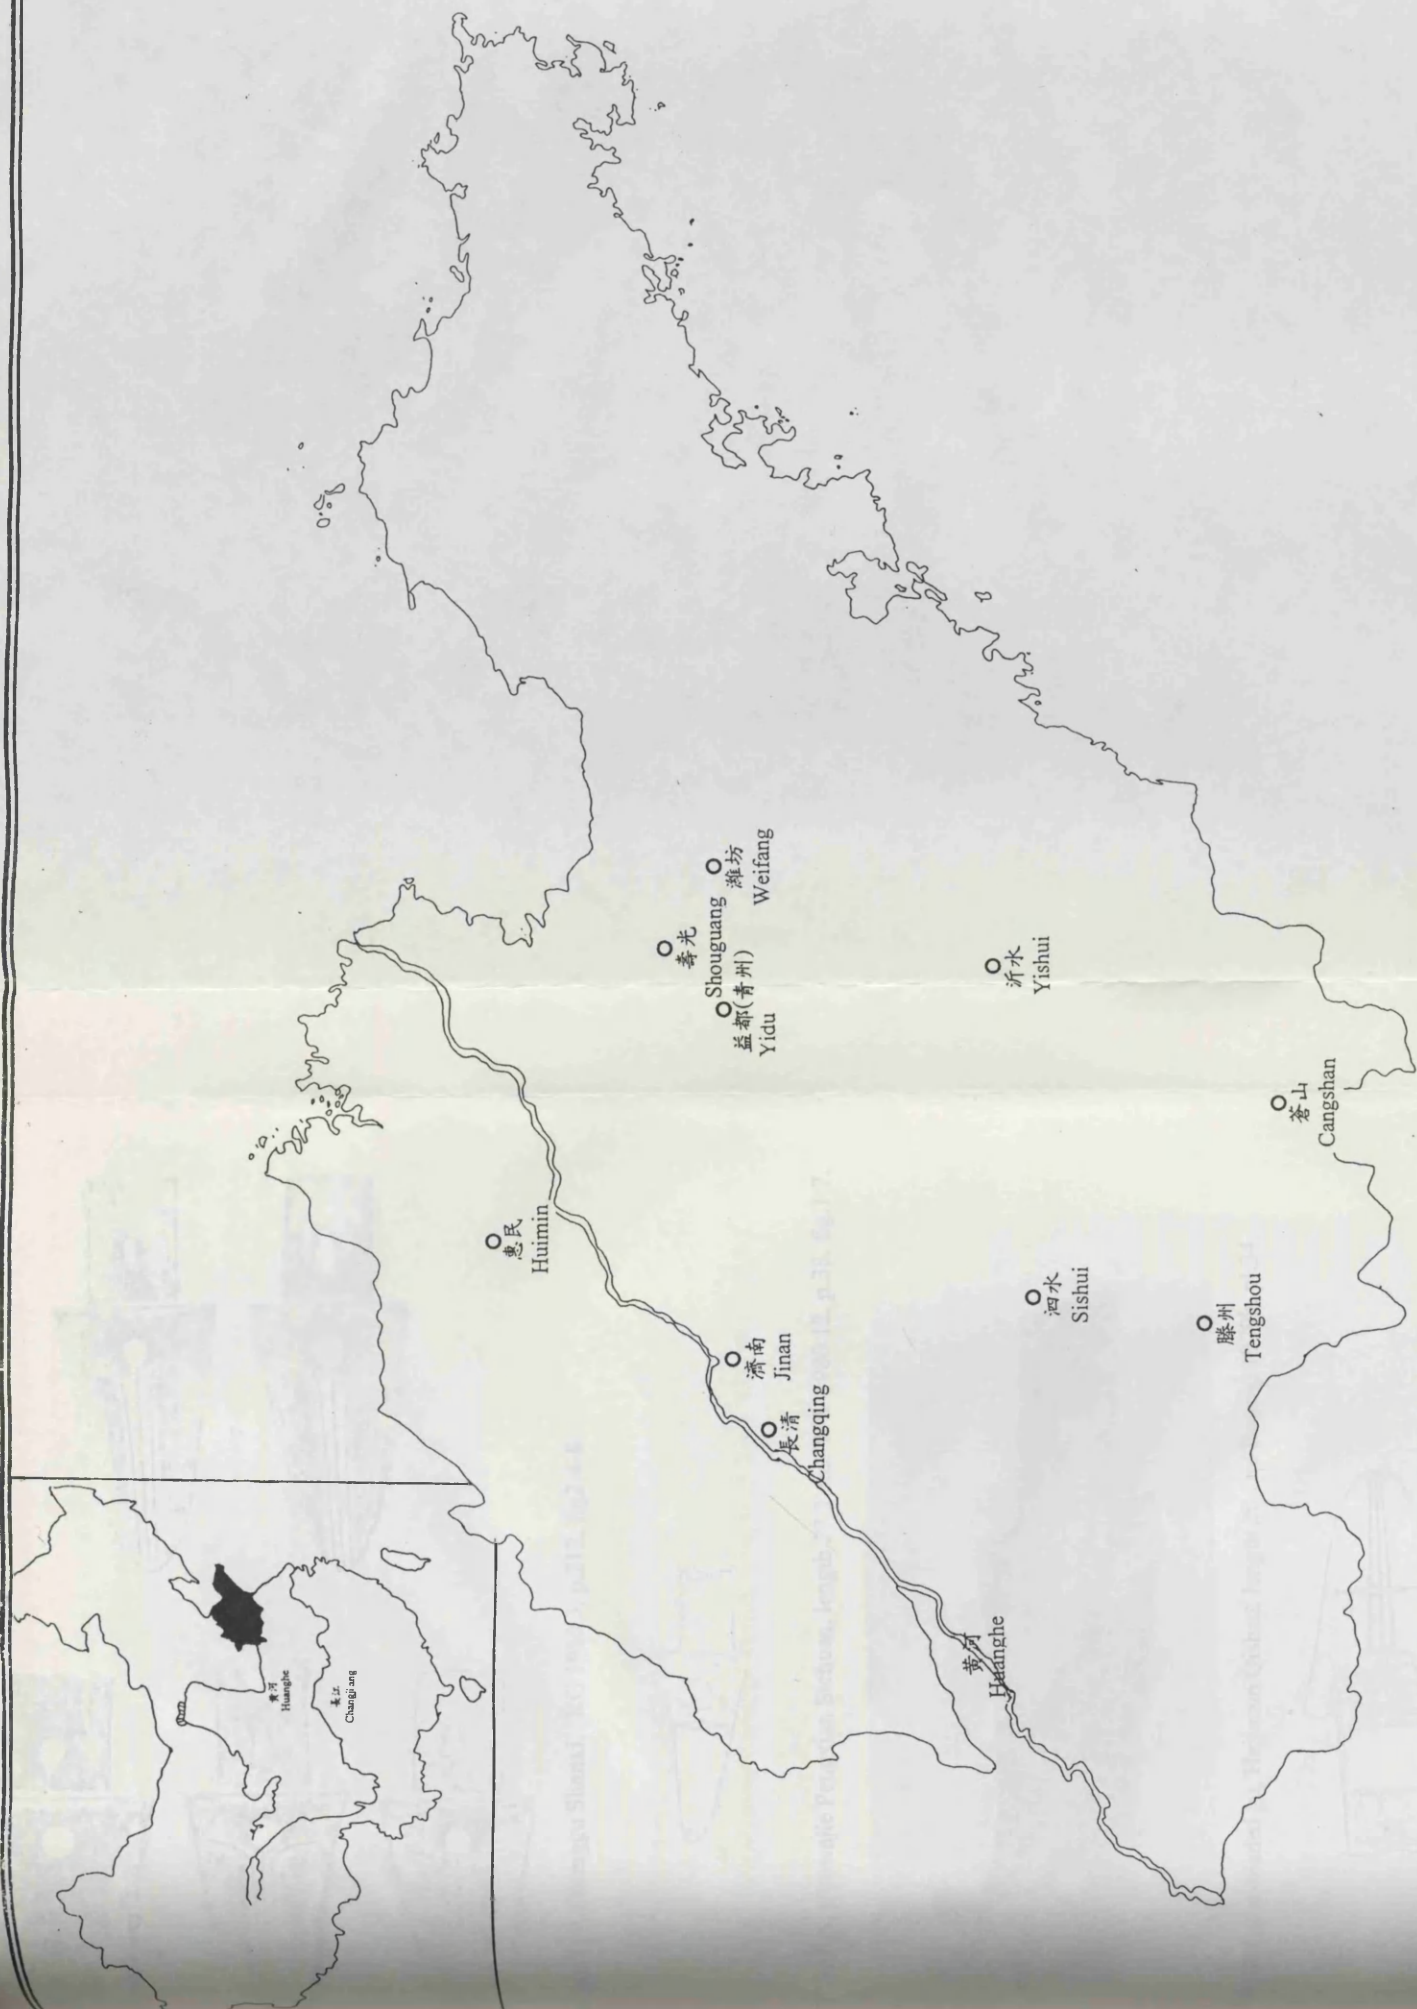 黄河
Huanghe
長江
Changjiang
惠民
Huimin
壽光
Shouguang
濰坊
Weifang
益都(青州)
Yidu
濟南
Jinan
長清
Changqing
沂水
Yishui
泗水
Sishui
黄河
Huanghe
滕州
Tengshou
蒼山
Cangshan